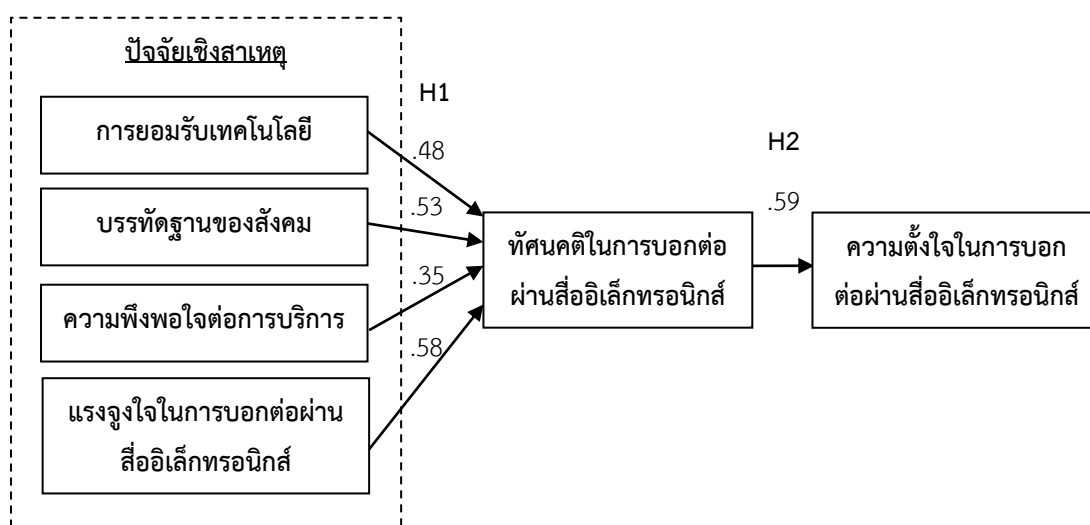 ปัจจัยเชิงสาเหตุ
H1
การยอมรับเทคโนโลยี
.48
H2
บรรทัดฐานของสังคม
.53
.59
ทัศนคติในการบอกต่อ
ผ่านสื่ออิเล็กทรอนิกส์
ความตั้งใจในการบอก
ต่อผ่านสื่ออิเล็กทรอนิกส์
.35
ความพึงพอใจต่อการบริการ
.58
แรงจูงใจในการบอกต่อผ่าน
สื่ออิเล็กทรอนิกส์